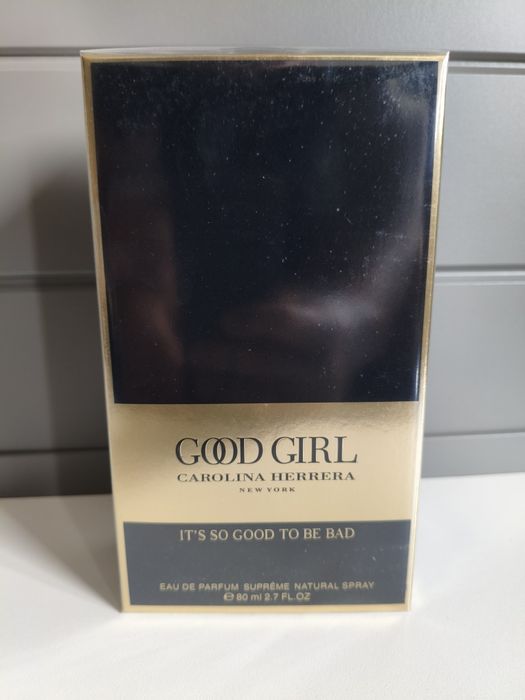 GOOD GIRL
CAROLINA HERRERA
NEW YORK
IT'S SO GOOD TO BE BAD
EAU DE PARFUM SUPRÊME NATURAL SPRAY
℮ 80 ml 2.7 FL.OZ